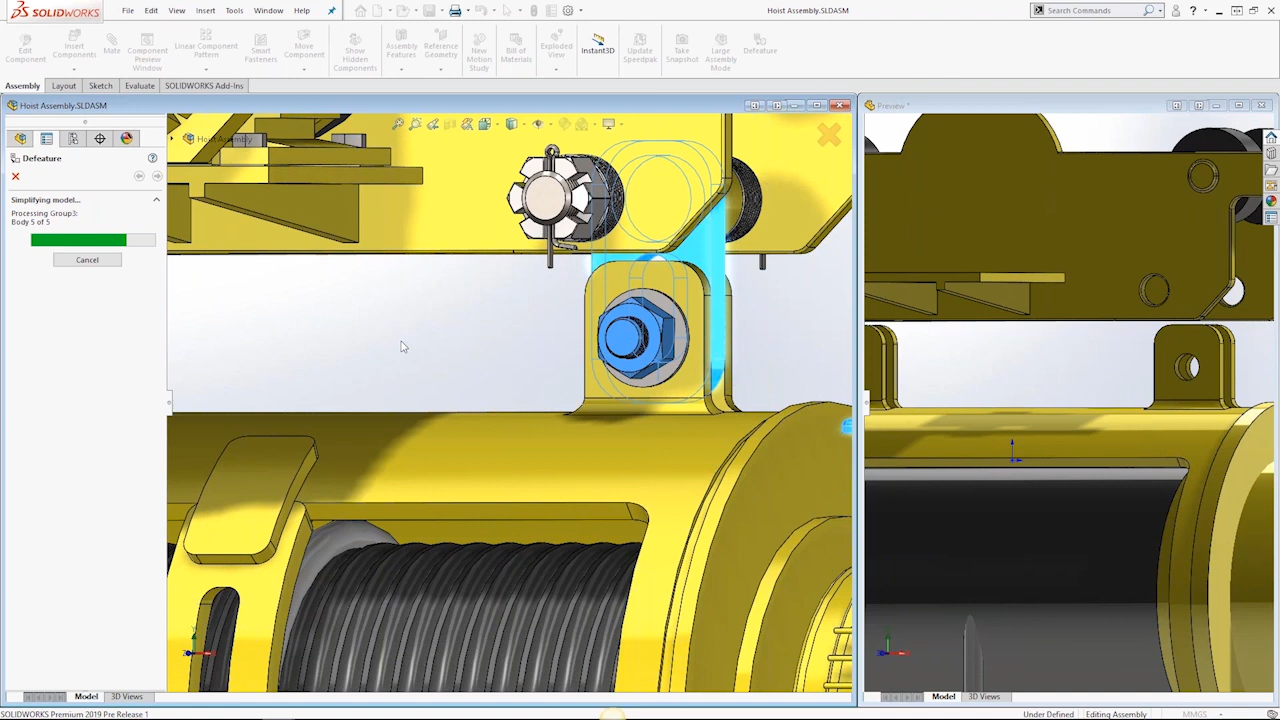 SOLIDWORKS File Edit View Insert Tools Window Help Hoist Assembly.SLDASM Search Commands
Edit Component
Insert Components
Mate
Component Preview Window
Linear Component Pattern
Smart Fasteners
Move Component
Show Hidden Components
Assembly Features
Reference Geometry
New Motion Study
Bill of Materials
Exploded View
Instant3D
Update Speedpak
Take Snapshot
Large Assembly Mode
Defeature
Assembly Layout Sketch Evaluate SOLIDWORKS Add-Ins
Hoist Assembly.SLDASM
Preview *
Hoist Assembly
Defeature
Simplifying model...
Processing Group3:
Body 5 of 5
Cancel
Model 3D Views
Model 3D Views
SOLIDWORKS Premium 2019 Pre Release 1 Under Defined Editing Assembly MMGS